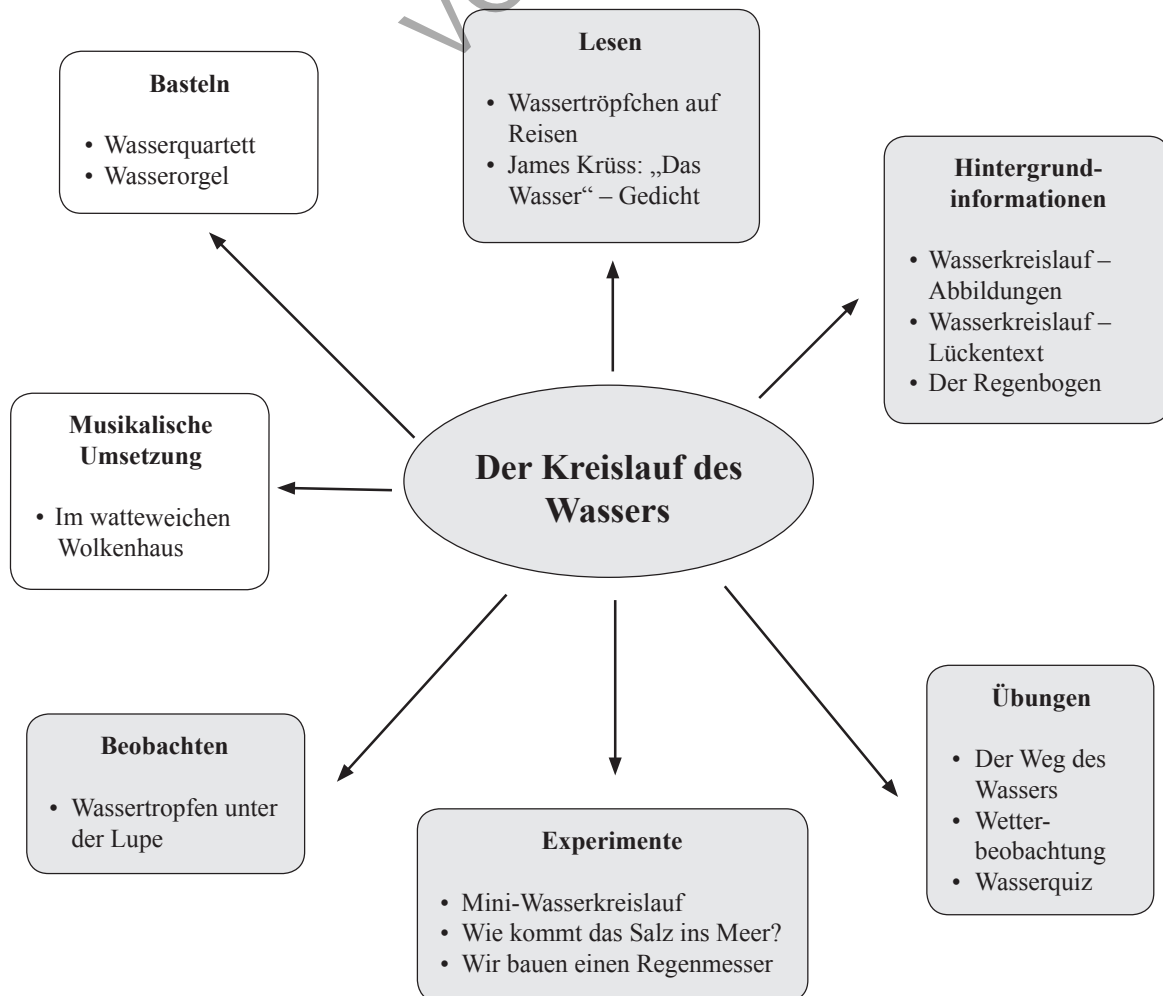 Lesen
• Wassertröpfchen auf
Reisen
• James Krüss: „Das
Wasser“ – Gedicht
Basteln
• Wasserquartett
• Wasserorgel
Hintergrund-
informationen
• Wasserkreislauf –
Abbildungen
• Wasserkreislauf –
Lückentext
• Der Regenbogen
Musikalische
Umsetzung
• Im watteweichen
Wolkenhaus
Der Kreislauf des
Wassers
Beobachten
• Wassertropfen unter
der Lupe
Experimente
• Mini-Wasserkreislauf
• Wie kommt das Salz ins Meer?
• Wir bauen einen Regenmesser
Übungen
• Der Weg des
Wassers
• Wetter-
beobachtung
• Wasserquiz